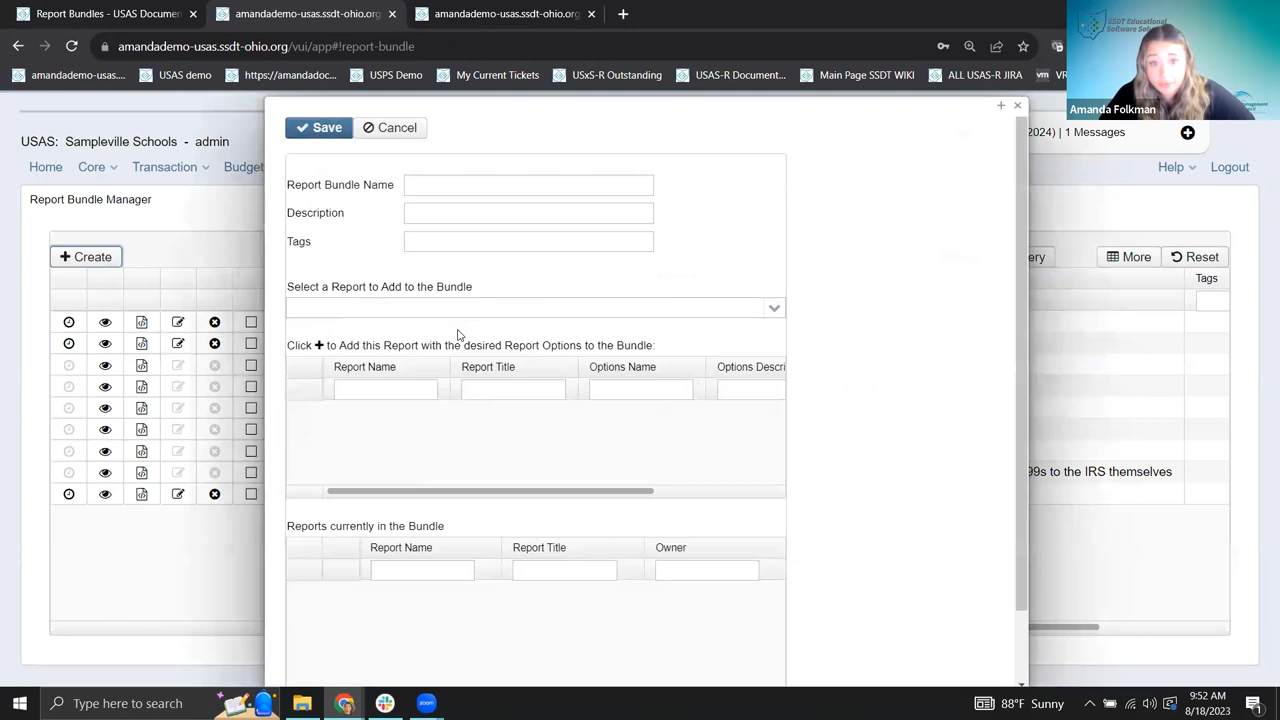 Report Bundles - USAS Documen
amandademo-usas.ssdt-ohio.org/
amandademo-usas.ssdt-ohio.org/
amandademo-usas.ssdt-ohio.org/vui/app#!report-bundle
amandademo-usas....
USAS demo
https://amandadoc...
USPS Demo
My Current Tickets
USxS-R Outstanding
USAS-R Document...
Main Page SSDT WIKI
ALL USAS-R JIRA
SSDT Educational
Software Solu
Amanda Folkman
USAS: Sampleville Schools - admin
2024) | 1 Messages
Home Core Transaction Budget
Help Logout
Report Bundle Manager
Create
ery
More
Reset
Tags
99s to the IRS themselves
Save Cancel
Report Bundle Name
Description
Tags
Select a Report to Add to the Bundle
Click + to Add this Report with the desired Report Options to the Bundle:
Report Name Report Title Options Name Options Descri
Reports currently in the Bundle
Report Name Report Title Owner
Type here to search
88°F Sunny
9:52 AM
8/18/2023
1